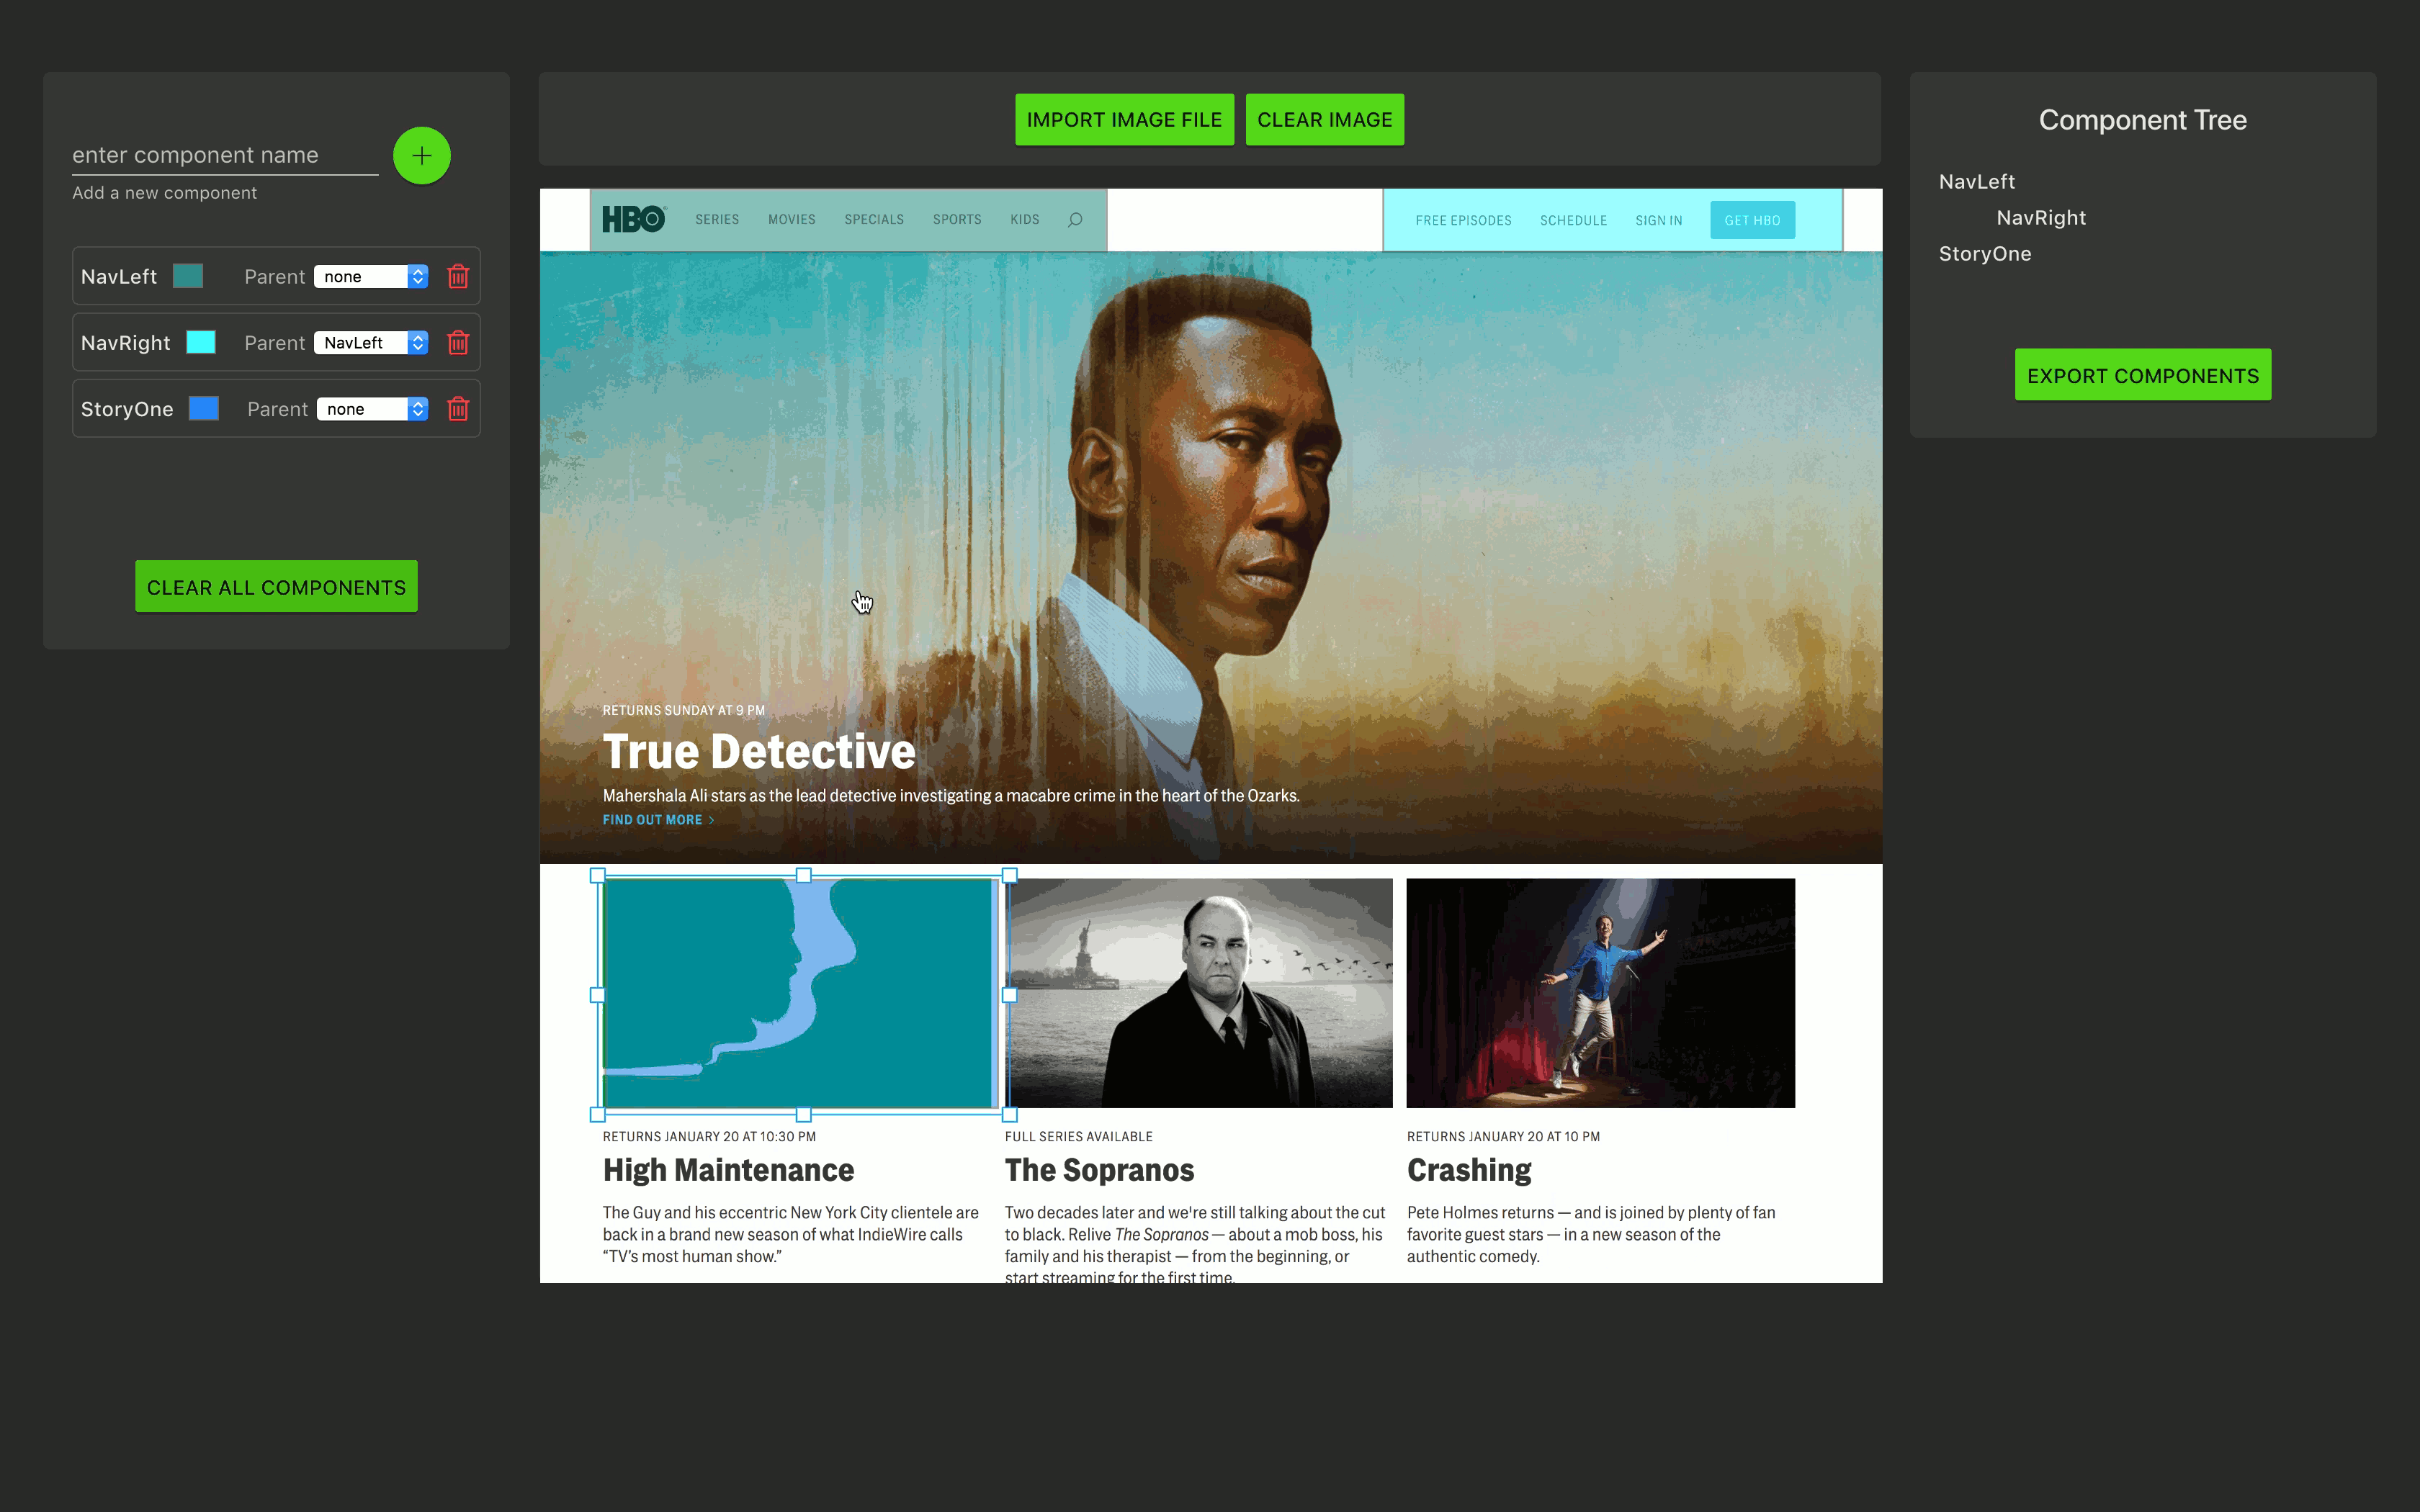 enter component name
Add a new component
NavLeft Parent none
NavRight Parent NavLeft
StoryOne Parent none
CLEAR ALL COMPONENTS
IMPORT IMAGE FILE CLEAR IMAGE
HBO SERIES MOVIES SPECIALS SPORTS KIDS FREE EPISODES SCHEDULE SIGN IN GET HBO
RETURNS SUNDAY AT 9 PM
True Detective
Mahershala Ali stars as the lead detective investigating a macabre crime in the heart of the Ozarks.
FIND OUT MORE >
RETURNS JANUARY 20 AT 10:30 PM
High Maintenance
The Guy and his eccentric New York City clientele are
back in a brand new season of what IndieWire calls
“TV’s most human show.”
FULL SERIES AVAILABLE
The Sopranos
Two decades later and we're still talking about the cut
to black. Relive The Sopranos — about a mob boss, his
family and his therapist — from the beginning, or
start streaming for the first time.
RETURNS JANUARY 20 AT 10 PM
Crashing
Pete Holmes returns — and is joined by plenty of fan
favorite guest stars — in a new season of the
authentic comedy.
Component Tree
NavLeft
NavRight
StoryOne
EXPORT COMPONENTS